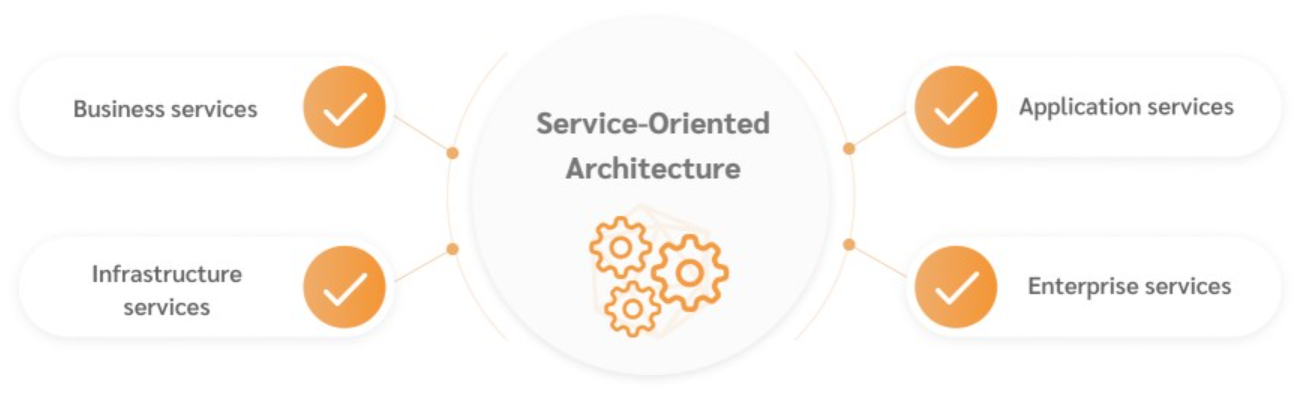 Business services
Infrastructure
services
Service-Oriented
Architecture
Application services
Enterprise services